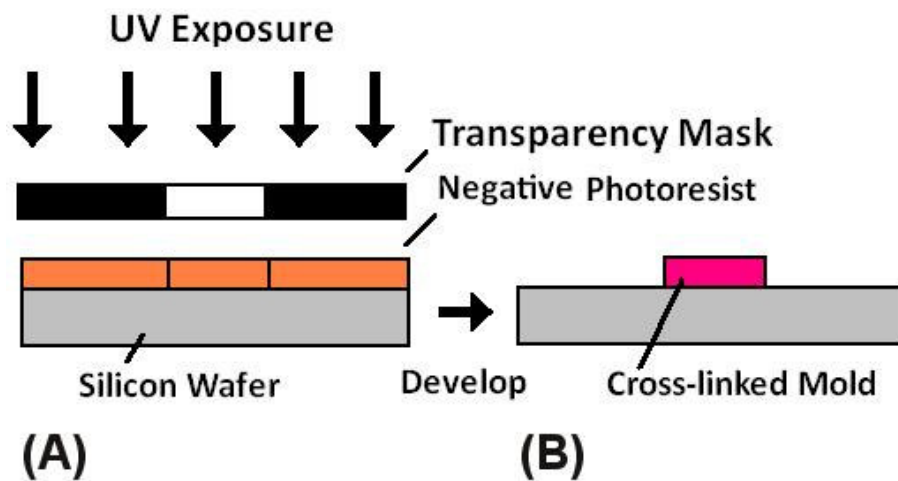 UV Exposure
Transparency Mask
Negative Photoresist
Silicon Wafer
Develop
Cross-linked Mold
(A)
(B)